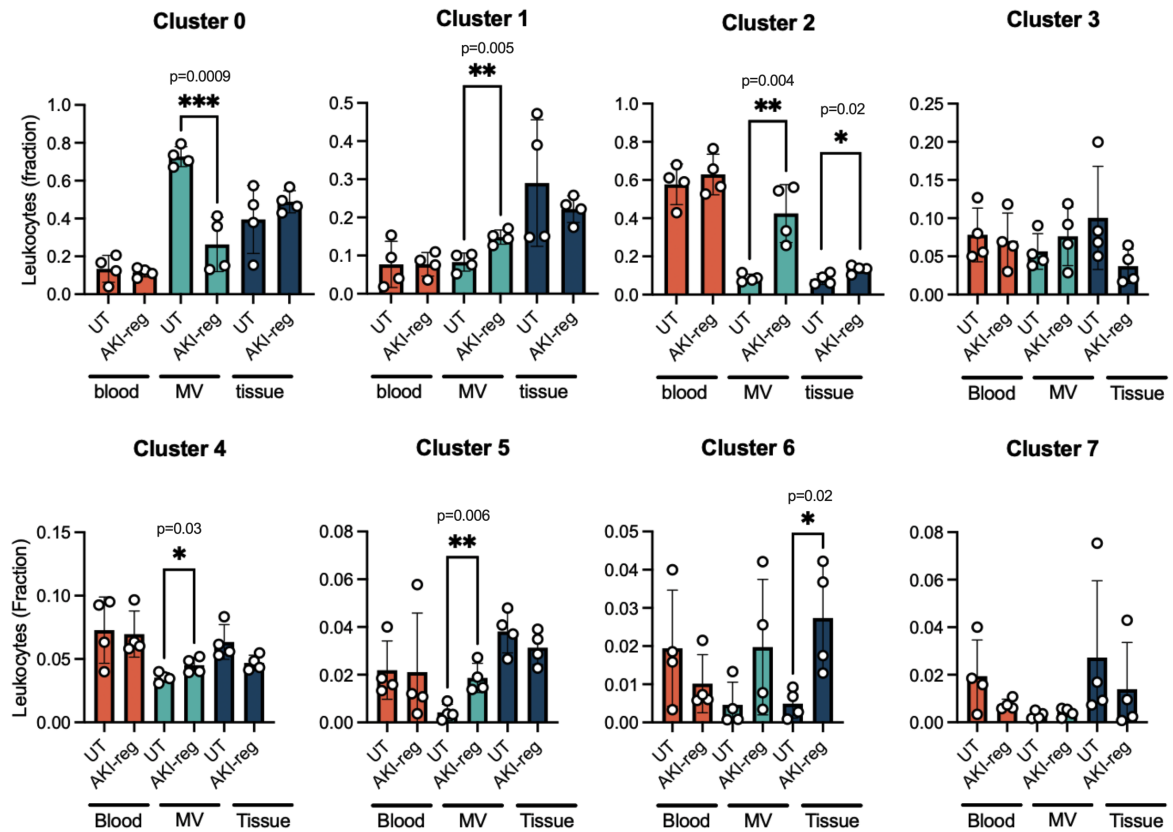 Cluster 0
Cluster 1
Cluster 2
Cluster 3
p=0.0009
***
p=0.005
**
p=0.004
**
p=0.02
*
Leukocytes (fraction)
1.0
0.8
0.6
0.4
0.2
0.0
UT
AKI-reg
UT
AKI-reg
UT
AKI-reg
blood
MV
tissue
0.5
0.4
0.3
0.2
0.1
0.0
UT
AKI-reg
UT
AKI-reg
UT
AKI-reg
blood
MV
tissue
1.0
0.8
0.6
0.4
0.2
0.0
UT
AKI-reg
UT
AKI-reg
UT
AKI-reg
blood
MV
tissue
0.25
0.20
0.15
0.10
0.05
0.00
UT
AKI-reg
UT
AKI-reg
UT
AKI-reg
Blood
MV
Tissue
Cluster 4
Cluster 5
Cluster 6
Cluster 7
p=0.03
*
p=0.006
**
p=0.02
*
Leukocytes (Fraction)
0.15
0.10
0.05
0.00
UT
AKI-reg
UT
AKI-reg
UT
AKI-reg
Blood
MV
Tissue
0.08
0.06
0.04
0.02
0.00
UT
AKI-reg
UT
AKI-reg
UT
AKI-reg
Blood
MV
Tissue
0.05
0.04
0.03
0.02
0.01
0.00
UT
AKI-reg
UT
AKI-reg
UT
AKI-reg
Blood
MV
Tissue
0.08
0.06
0.04
0.02
0.00
UT
AKI-reg
UT
AKI-reg
UT
AKI-reg
Blood
MV
Tissue